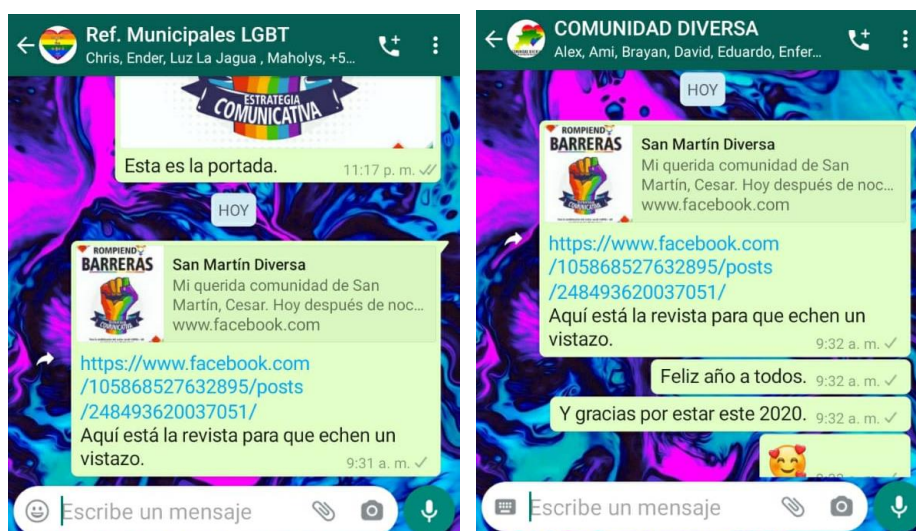 Ref. Municipales LGBT
Chris, Ender, Luz La Jagua , Maholys, +5...
ESTRATEGIA
COMUNICATIVA
Esta es la portada.
11:17 p. m.
HOY
ROMPIEND
BARRERAS
San Martín Diversa
Mi querida comunidad de San
Martín, Cesar. Hoy después de noc...
www.facebook.com
https://www.facebook.com
/105868527632895/posts
/248493620037051/
Aquí está la revista para que echen un
vistazo.
9:31 a. m.
Escribe un mensaje
COMUNIDAD DIVERSA
Alex, Ami, Brayan, David, Eduardo, Enfer...
HOY
ROMPIEND
BARRERAS
COMUNICATIVA
San Martín Diversa
Mi querida comunidad de San
Martín, Cesar. Hoy después de noc...
www.facebook.com
https://www.facebook.com
/105868527632895/posts
/248493620037051/
Aquí está la revista para que echen un
vistazo.
9:32 a. m.
Feliz año a todos. 9:32 a. m.
Y gracias por estar este 2020. 9:32 a. m.
Escribe un mensaje